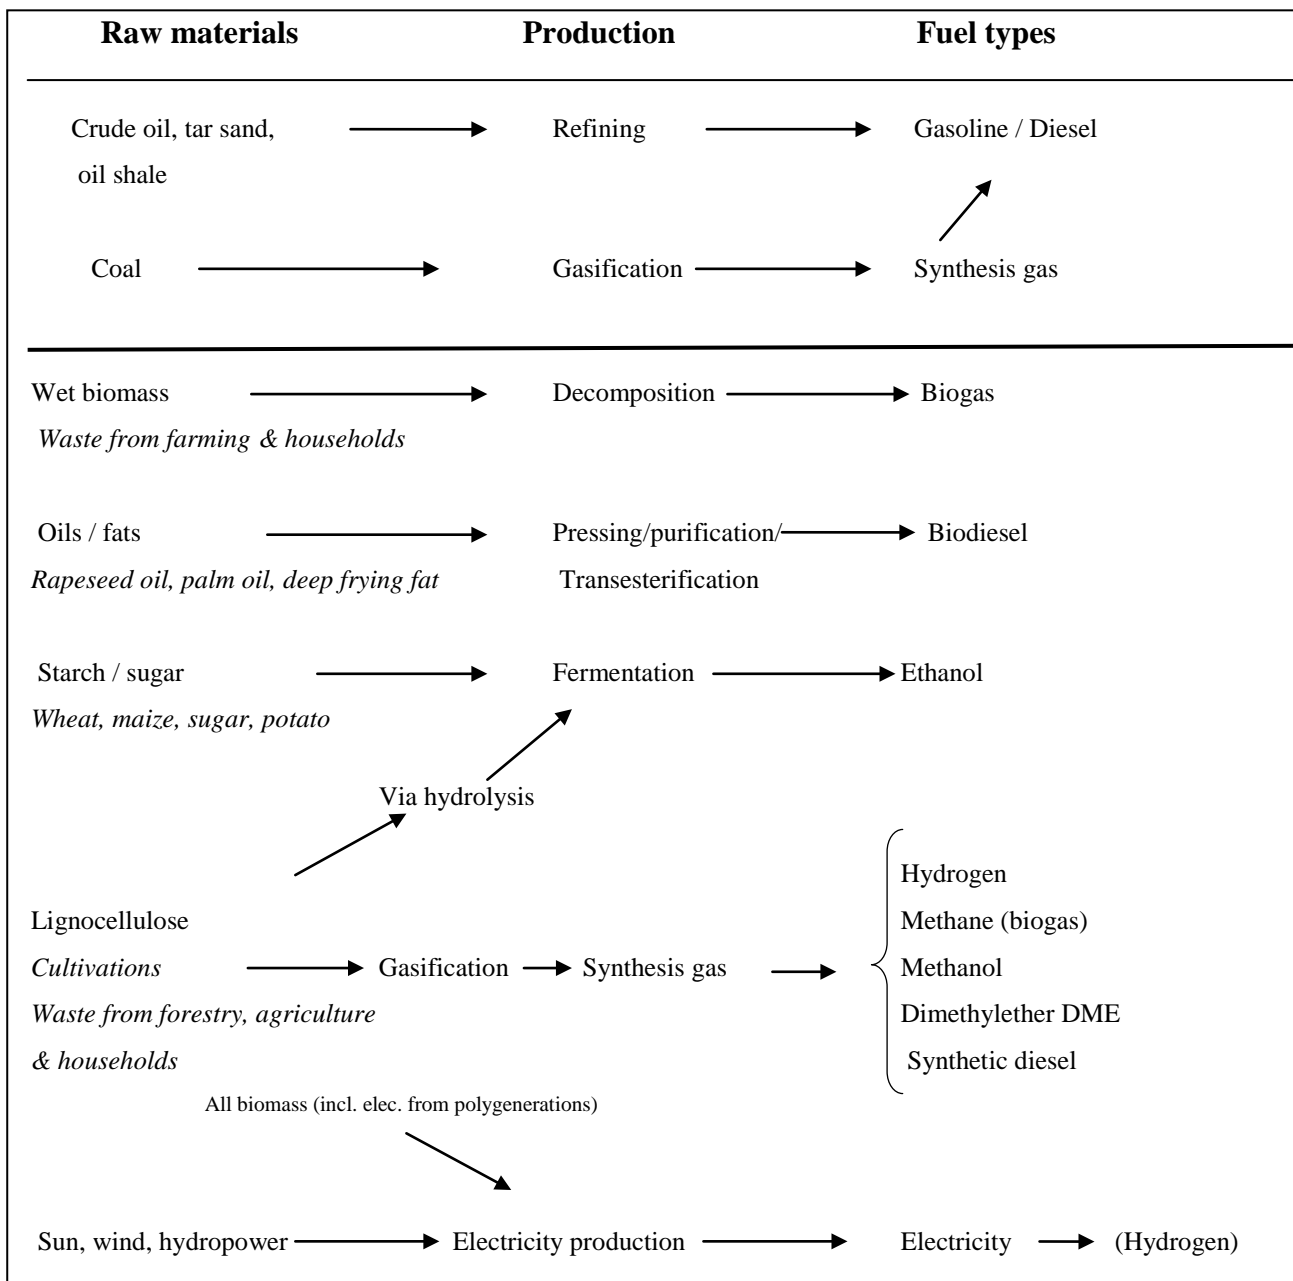 Raw materials Production Fuel types
Crude oil, tar sand, Refining Gasoline / Diesel
oil shale
Coal Gasification Synthesis gas
Wet biomass Decomposition Biogas
Waste from farming & households
Oils / fats Pressing/purification/ Biodiesel
Rapeseed oil, palm oil, deep frying fat Transesterification
Starch / sugar Fermentation Ethanol
Wheat, maize, sugar, potato
Via hydrolysis
Hydrogen
Lignocellulose Methane (biogas)
Cultivations Gasification Synthesis gas Methanol
Waste from forestry, agriculture Dimethylether DME
& households Synthetic diesel
All biomass (incl. elec. from polygenerations)
Sun, wind, hydropower Electricity production Electricity (Hydrogen)